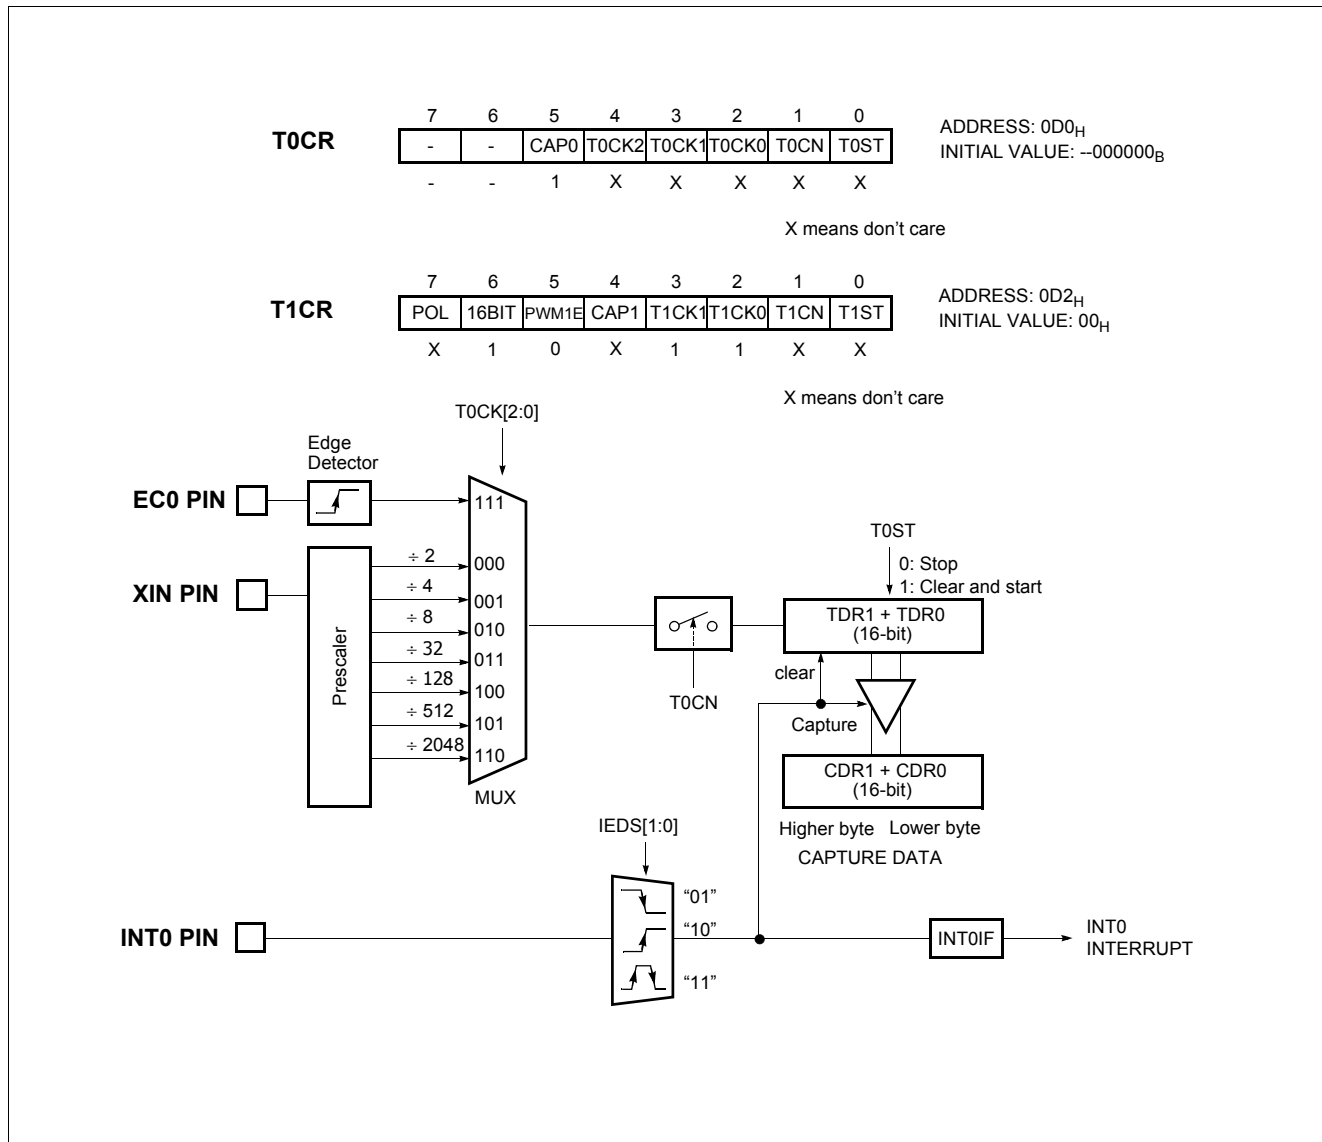 7 6 5 4 3 2 1 0
T0CR
- - CAP0 T0CK2 T0CK1 T0CK0 T0CN T0ST
ADDRESS: 0D0H
INITIAL VALUE: --000000B
- - 1 X X X X X
X means don't care
7 6 5 4 3 2 1 0
T1CR
POL 16BIT PWM1E CAP1 T1CK1 T1CK0 T1CN T1ST
ADDRESS: 0D2H
INITIAL VALUE: 00H
X 1 0 X 1 1 X X
X means don't care
T0CK[2:0]
Edge
Detector
EC0 PIN
111
XIN PIN
Prescaler
÷ 2
000
÷ 4
001
÷ 8
010
÷ 32
011
÷ 128
100
÷ 512
101
÷ 2048
110
MUX
T0CN
T0ST
0: Stop
1: Clear and start
TDR1 + TDR0
(16-bit)
clear
Capture
CDR1 + CDR0
(16-bit)
Higher byte Lower byte
CAPTURE DATA
IEDS[1:0]
"01"
INT0 PIN
"10"
"11"
INT0IF
INT0
INTERRUPT